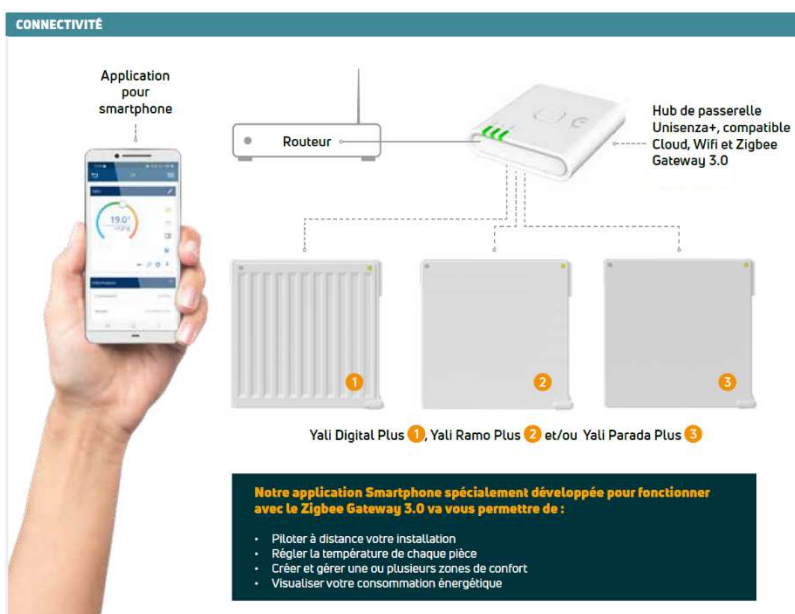 CONNECTIVITÉ
Application
pour
smartphone
Routeur
Hub de passerelle
Unisenza+, compatible
Cloud, Wifi et Zigbee
Gateway 3.0
19.0°
1
2
3
Yali Digital Plus 1, Yali Ramo Plus 2 et/ou Yali Parada Plus 3
Notre application Smartphone spécialement développée pour fonctionner
avec le Zigbee Gateway 3.0 va vous permettre de :
• Piloter à distance votre installation
• Régler la température de chaque pièce
• Créer et gérer une ou plusieurs zones de confort
• Visualiser votre consommation énergétique